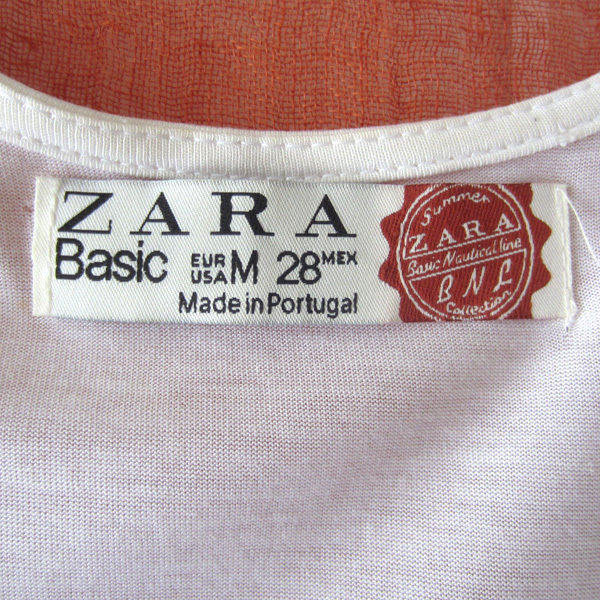 ZARA
Basic EUR USA M 28 MEX
Made in Portugal
Summer
ZARA
Basic Nautical line
BNL
Collection